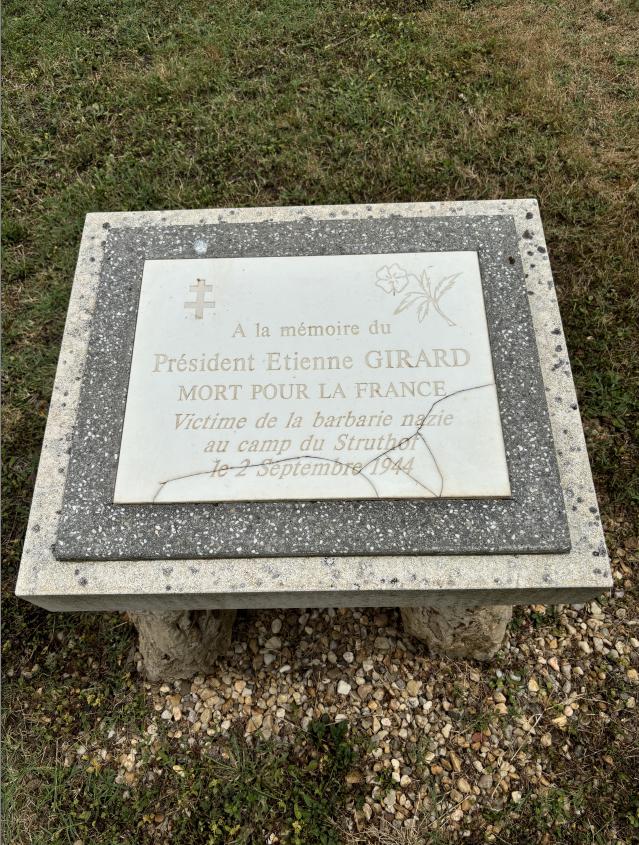 A la mémoire du
Président Etienne GIRARD
MORT POUR LA FRANCE
Victime de la barbarie nazie
au camp du Struthof
le 2 Septembre 1944